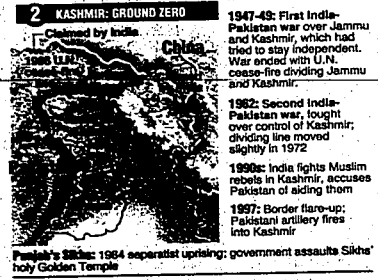 2 KASHMIR: GROUND ZERO
Claimed by India
China
1947-49: First India-
Pakistan war over Jammu
and Kashmir, which had
tried to stay independent.
War ended with U.N.
cease-fire dividing Jammu
and Kashmir.
1962: Second India-
Pakistan war, fought
over control of Kashmir;
dividing line moved
slightly in 1972
1990s: India fights Muslim
rebels in Kashmir, accuses
Pakistan of aiding them
1997: Border flare-up;
Pakistani artillery fires
into Kashmir
Punjab's Sikhs: 1984 separatist uprising; government assaults Sikhs'
holy Golden Temple